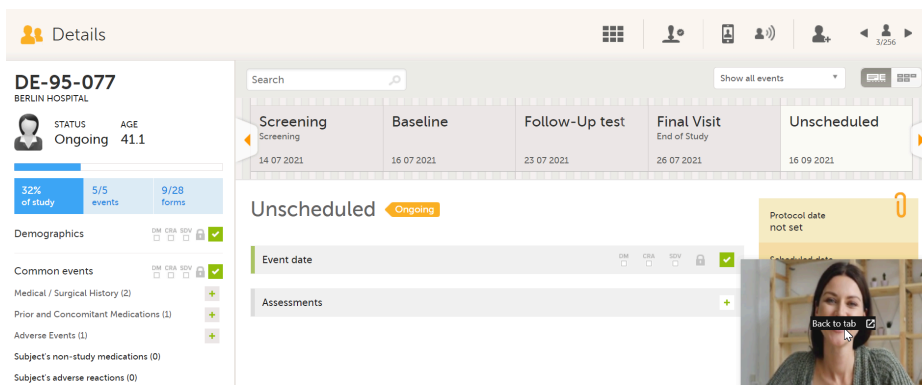 Details
3/256
DE-95-077
BERLIN HOSPITAL
STATUS AGE
Ongoing 41.1
32% 5/5 9/28
of study events forms
Demographics DM CRA SDV
Common events DM CRA SDV
Medical / Surgical History (2)
Prior and Concomitant Medications (1)
Adverse Events (1)
Subject's non-study medications (0)
Subject's adverse reactions (0)
Search Show all events
Screening Baseline Follow-Up test Final Visit Unscheduled
Screening End of Study
14 07 2021 16 07 2021 23 07 2021 26 07 2021 16 09 2021
Unscheduled Ongoing
Event date DM CRA SDV
Assessments
Protocol date
not set
Scheduled date
Back to tab